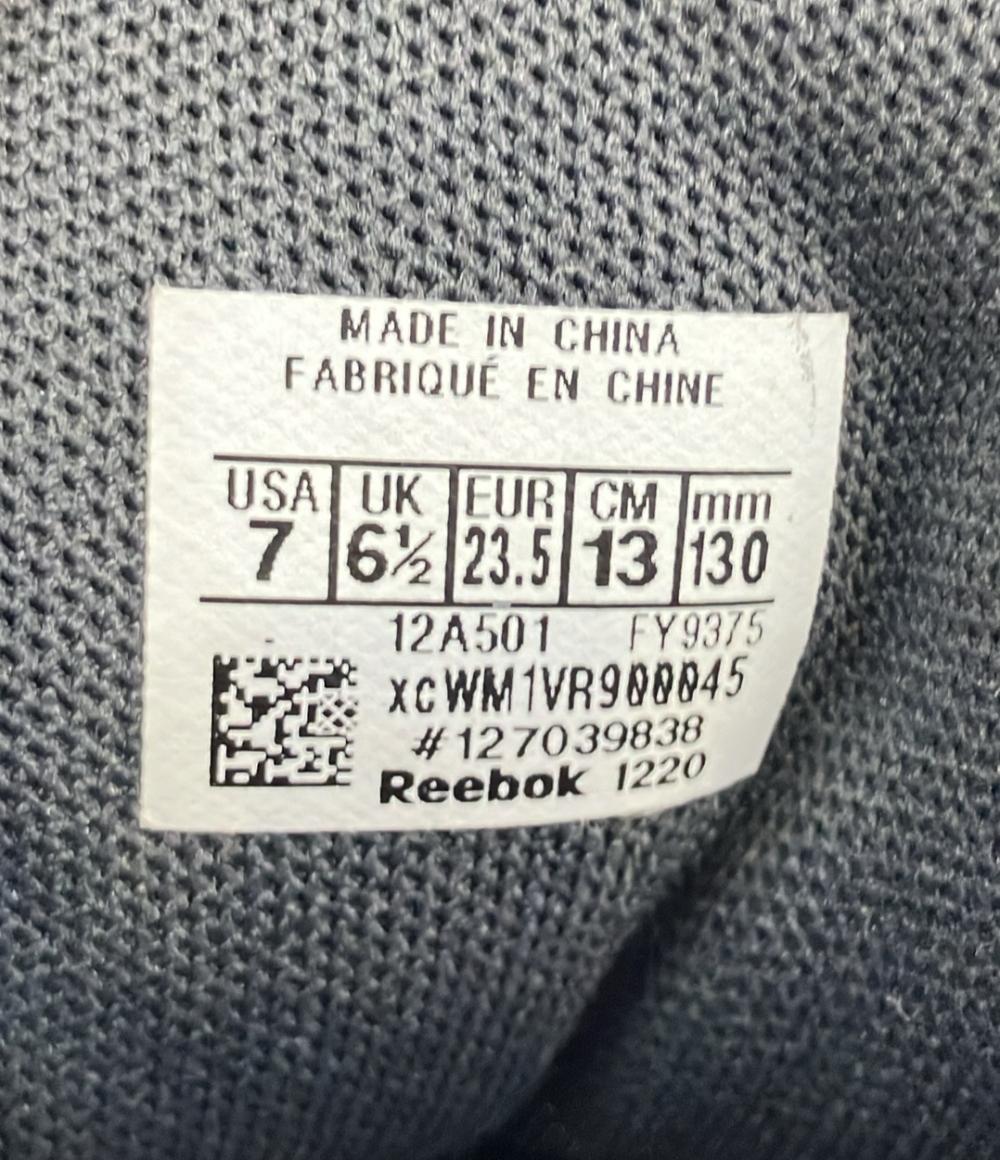 MADE IN CHINA
FABRIQUÉ EN CHINE
USA UK EUR CM mm
7 6½ 23.5 13 130
12A501 FY9375
xcWM1VR900045
#127039838
Reebok 1220